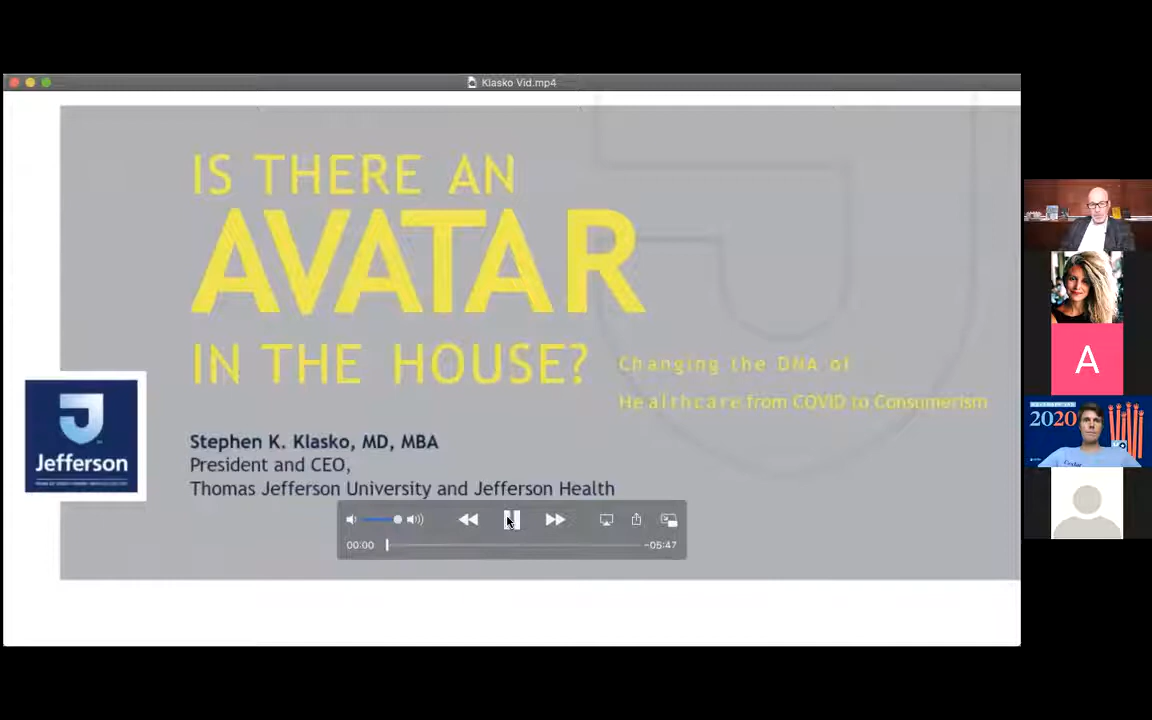 Klasko Vid.mp4
IS THERE AN
AVATAR
IN THE HOUSE?
Changing the DNA of
Healthcare from COVID to Consumerism
Jefferson
Stephen K. Klasko, MD, MBA
President and CEO,
Thomas Jefferson University and Jefferson Health
00:00
-05:47
A
2020